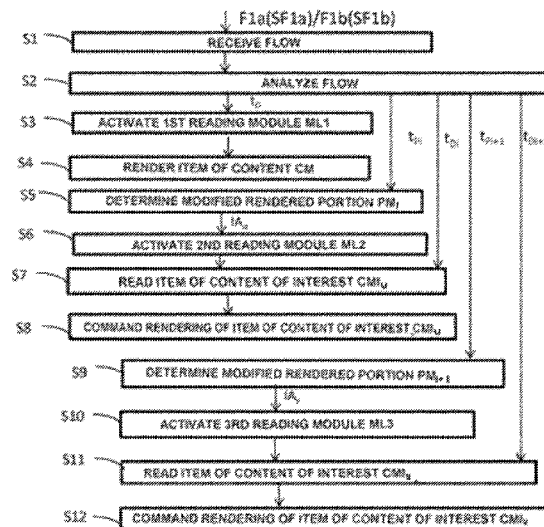 F1a(SF1a)/F1b(SF1b)
S1 RECEIVE FLOW
S2 ANALYZE FLOW
S3 ACTIVATE 1ST READING MODULE ML1
S4 RENDER ITEM OF CONTENT CM
S5 DETERMINE MODIFIED RENDERED PORTION PMi
S6 ACTIVATE 2ND READING MODULE ML2
S7 READ ITEM OF CONTENT OF INTEREST CMIu
S8 COMMAND RENDERING OF ITEM OF CONTENT OF INTEREST CMIu
S9 DETERMINE MODIFIED RENDERED PORTION PMi+1
S10 ACTIVATE 3RD READING MODULE ML3
S11 READ ITEM OF CONTENT OF INTEREST
S12 COMMAND RENDERING OF ITEM OF CONTENT OF INTEREST